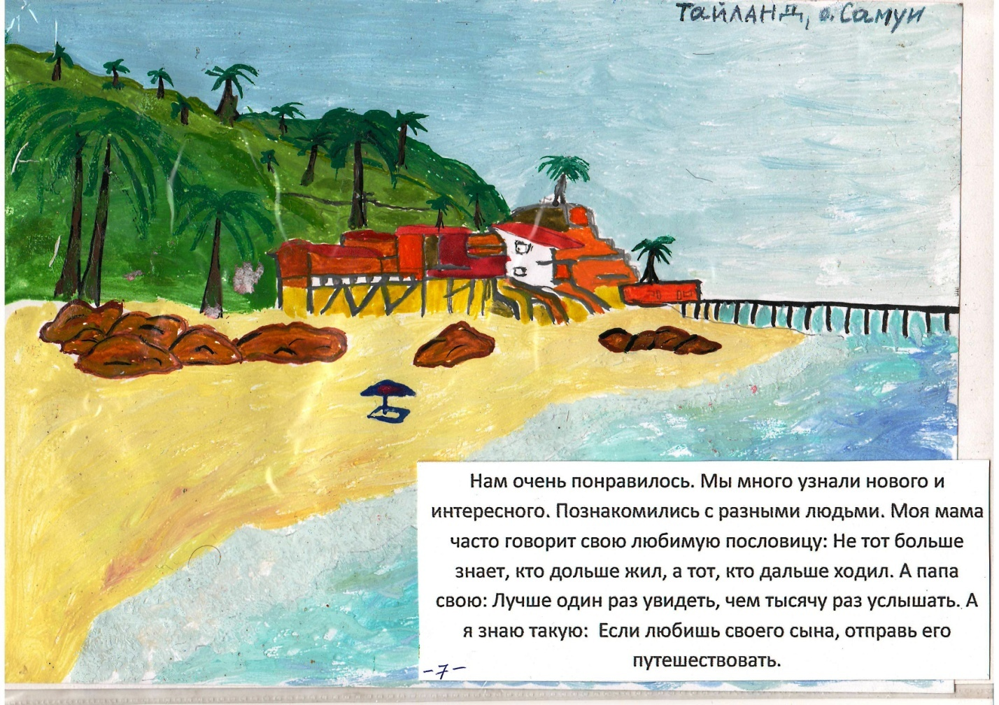 ТАЙЛАНД, о. Самуи
Нам очень понравилось. Мы много узнали нового и
интересного. Познакомились с разными людьми. Моя мама
часто говорит свою любимую пословицу: Не тот больше
знает, кто дольше жил, а тот, кто дальше ходил. А папа
свою: Лучше один раз увидеть, чем тысячу раз услышать. А
я знаю такую:  Если любишь своего сына, отправь его
путешествовать.
-7-